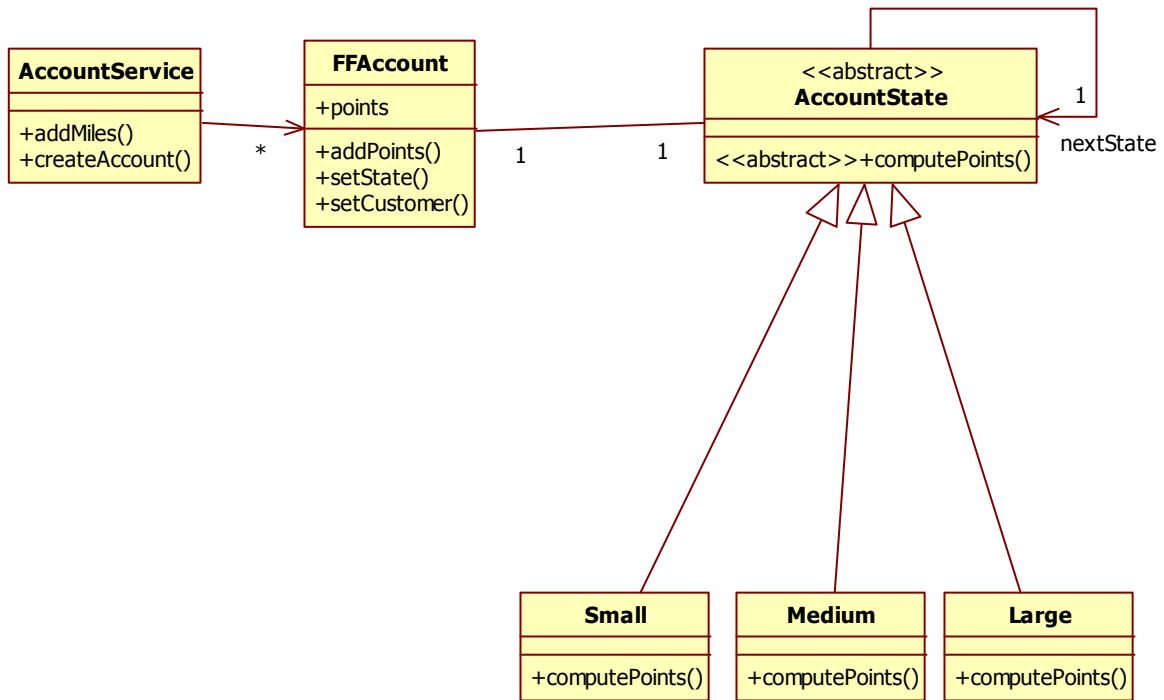 AccountService
+addMiles()
+createAccount()
*
FFAccount
+points
+addPoints()
+setState()
+setCustomer()
1
1
<<abstract>>
AccountState
<<abstract>>+computePoints()
1
nextState
Small
+computePoints()
Medium
+computePoints()
Large
+computePoints()